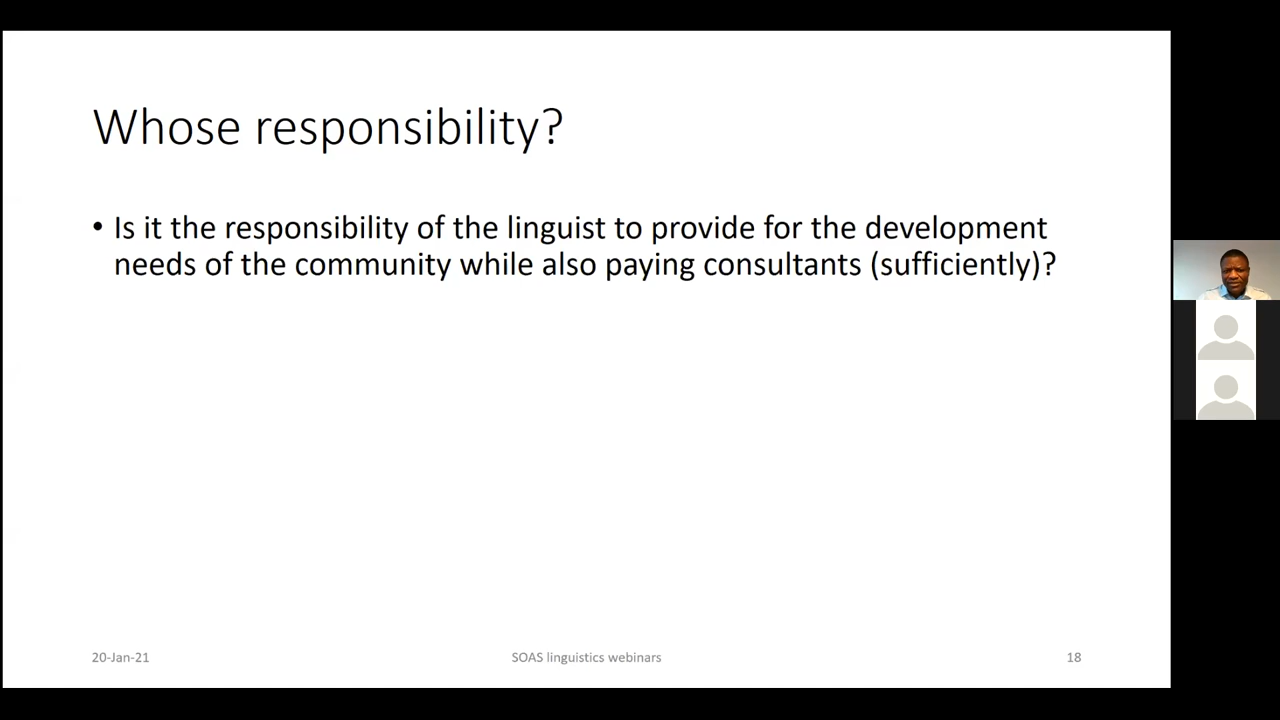 Whose responsibility?
• Is it the responsibility of the linguist to provide for the development
needs of the community while also paying consultants (sufficiently)?
20-Jan-21
SOAS linguistics webinars
18